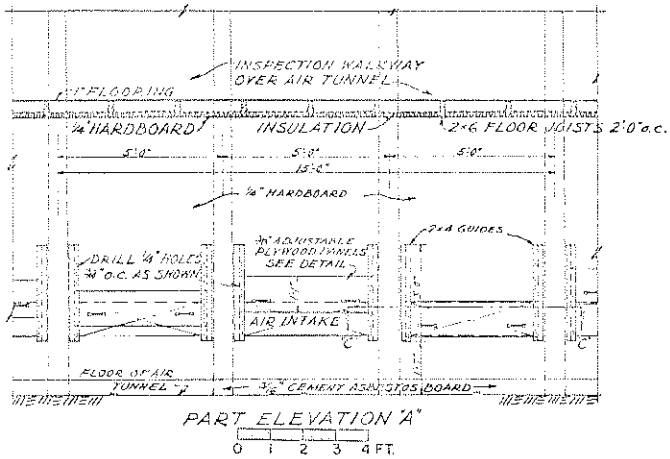 INSPECTION WALKWAY
OVER AIR TUNNEL
1" FLOORING
1/4" HARDBOARD
INSULATION
2×6 FLOOR JOISTS 2'0" o.c.
5'-0"
5'-0"
5'-0"
15'-0"
1/4" HARDBOARD
2×4 GUIDES
DRILL 1/4" HOLES
3/4" O.C. AS SHOWN
ADJUSTABLE
PLYWOOD PANELS
SEE DETAIL
AIR INTAKE
C
C
FLOOR OF AIR
TUNNEL
3/16" CEMENT ASBESTOS BOARD
PART ELEVATION "A"
0 1 2 3 4 FT.